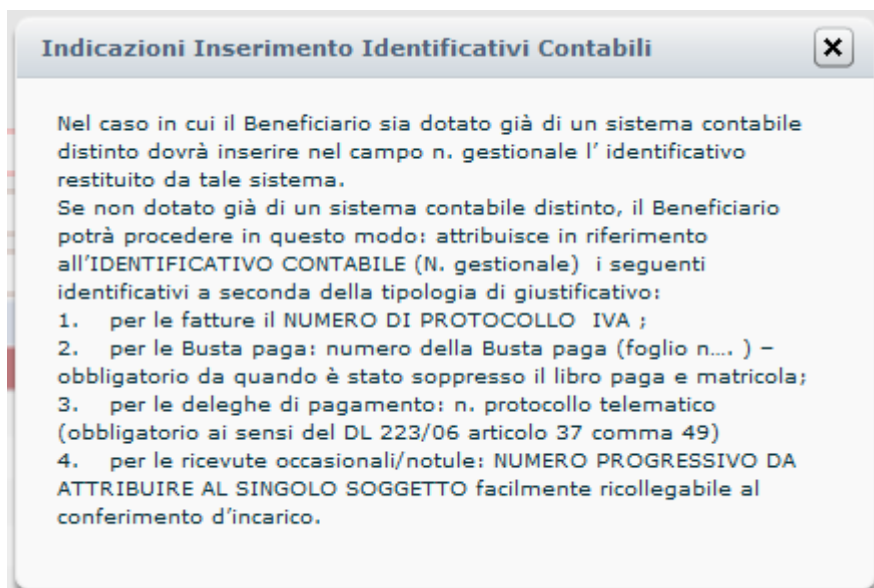 Indicazioni Inserimento Identificativi Contabili
Nel caso in cui il Beneficiario sia dotato già di un sistema contabile
distinto dovrà inserire nel campo n. gestionale l' identificativo
restituito da tale sistema.
Se non dotato già di un sistema contabile distinto, il Beneficiario
potrà procedere in questo modo: attribuisce in riferimento
all'IDENTIFICATIVO CONTABILE (N. gestionale)  i seguenti
identificativi a seconda della tipologia di giustificativo:
1.   per le fatture il NUMERO DI PROTOCOLLO  IVA ;
2.   per le Busta paga: numero della Busta paga (foglio n.... ) –
obbligatorio da quando è stato soppresso il libro paga e matricola;
3.   per le deleghe di pagamento: n. protocollo telematico
(obbligatorio ai sensi del DL 223/06 articolo 37 comma 49)
4.   per le ricevute occasionali/notule: NUMERO PROGRESSIVO DA
ATTRIBUIRE AL SINGOLO SOGGETTO facilmente ricollegabile al
conferimento d'incarico.